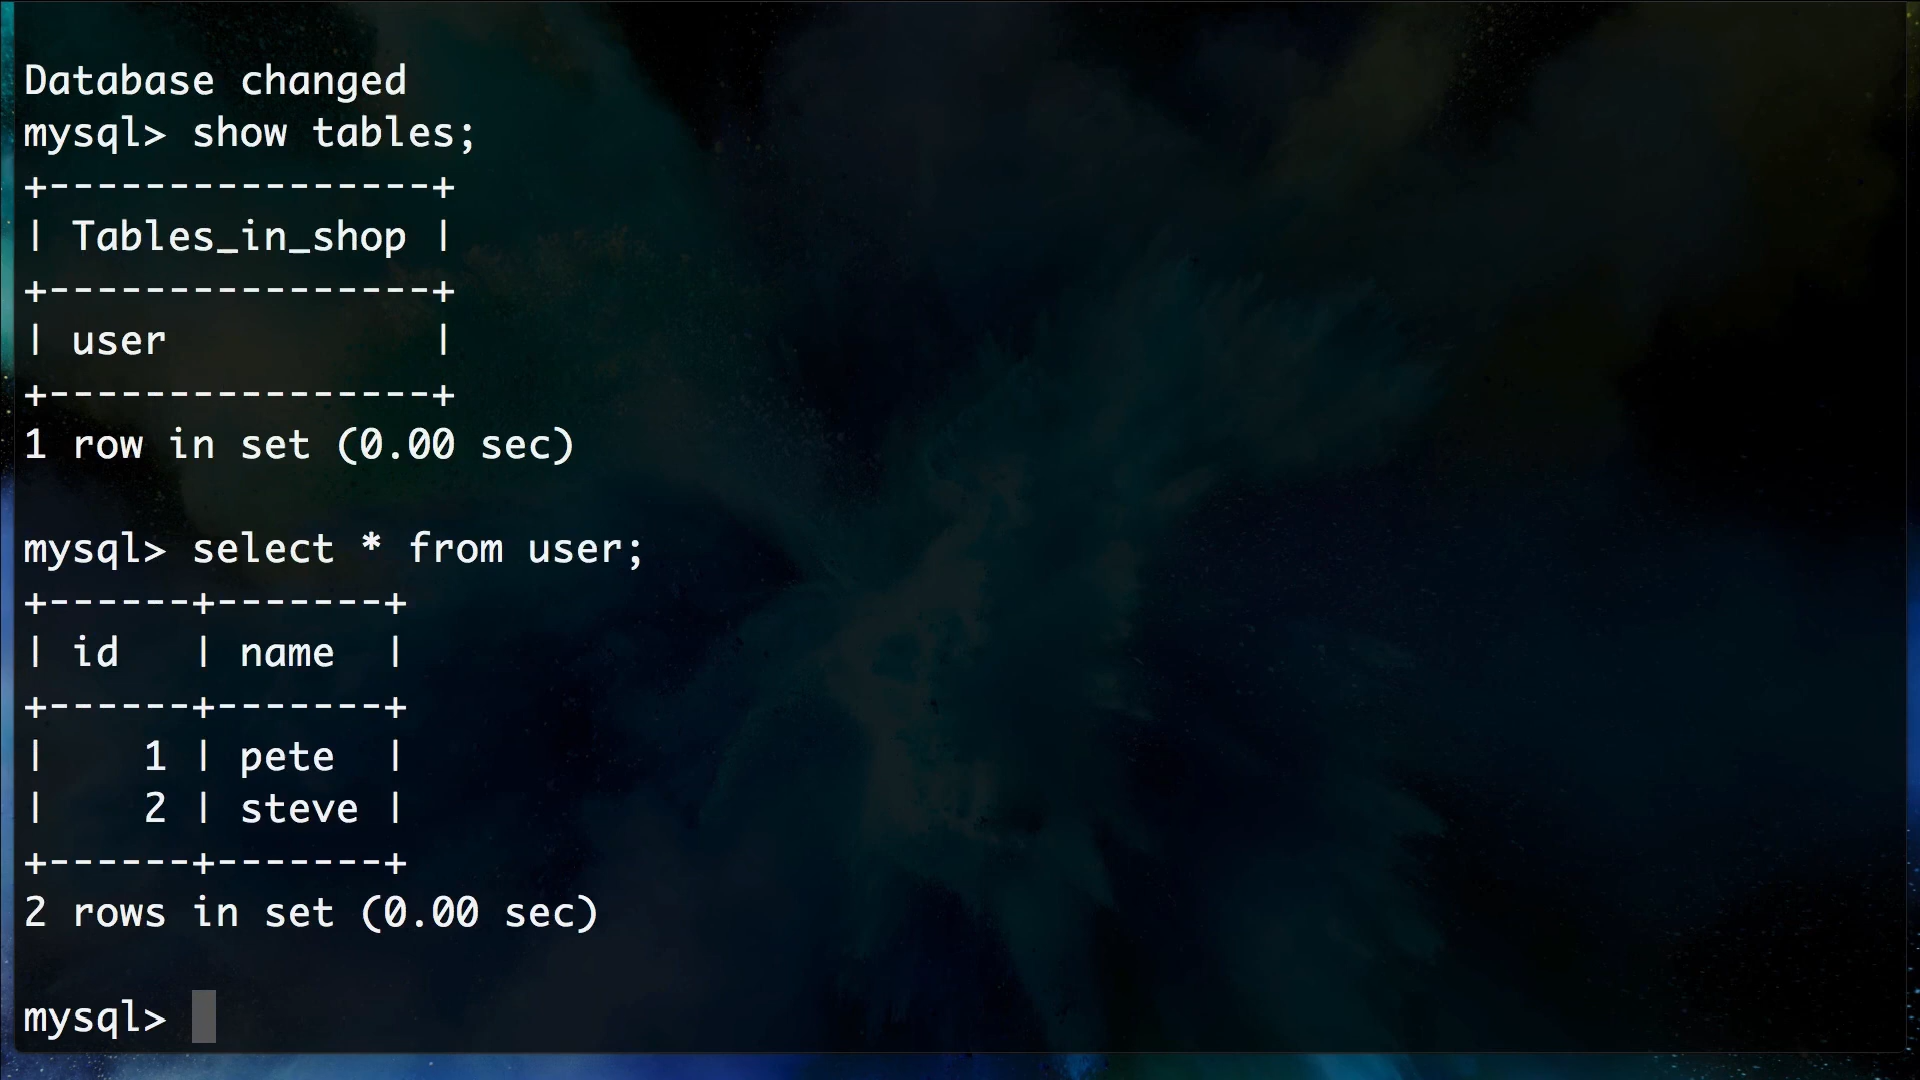 Database changed
mysql> show tables;
+----------------+
| Tables_in_shop |
+----------------+
| user           |
+----------------+
1 row in set (0.00 sec)

mysql> select * from user;
+------+-------+
| id   | name  |
+------+-------+
|    1 | pete  |
|    2 | steve |
+------+-------+
2 rows in set (0.00 sec)

mysql>